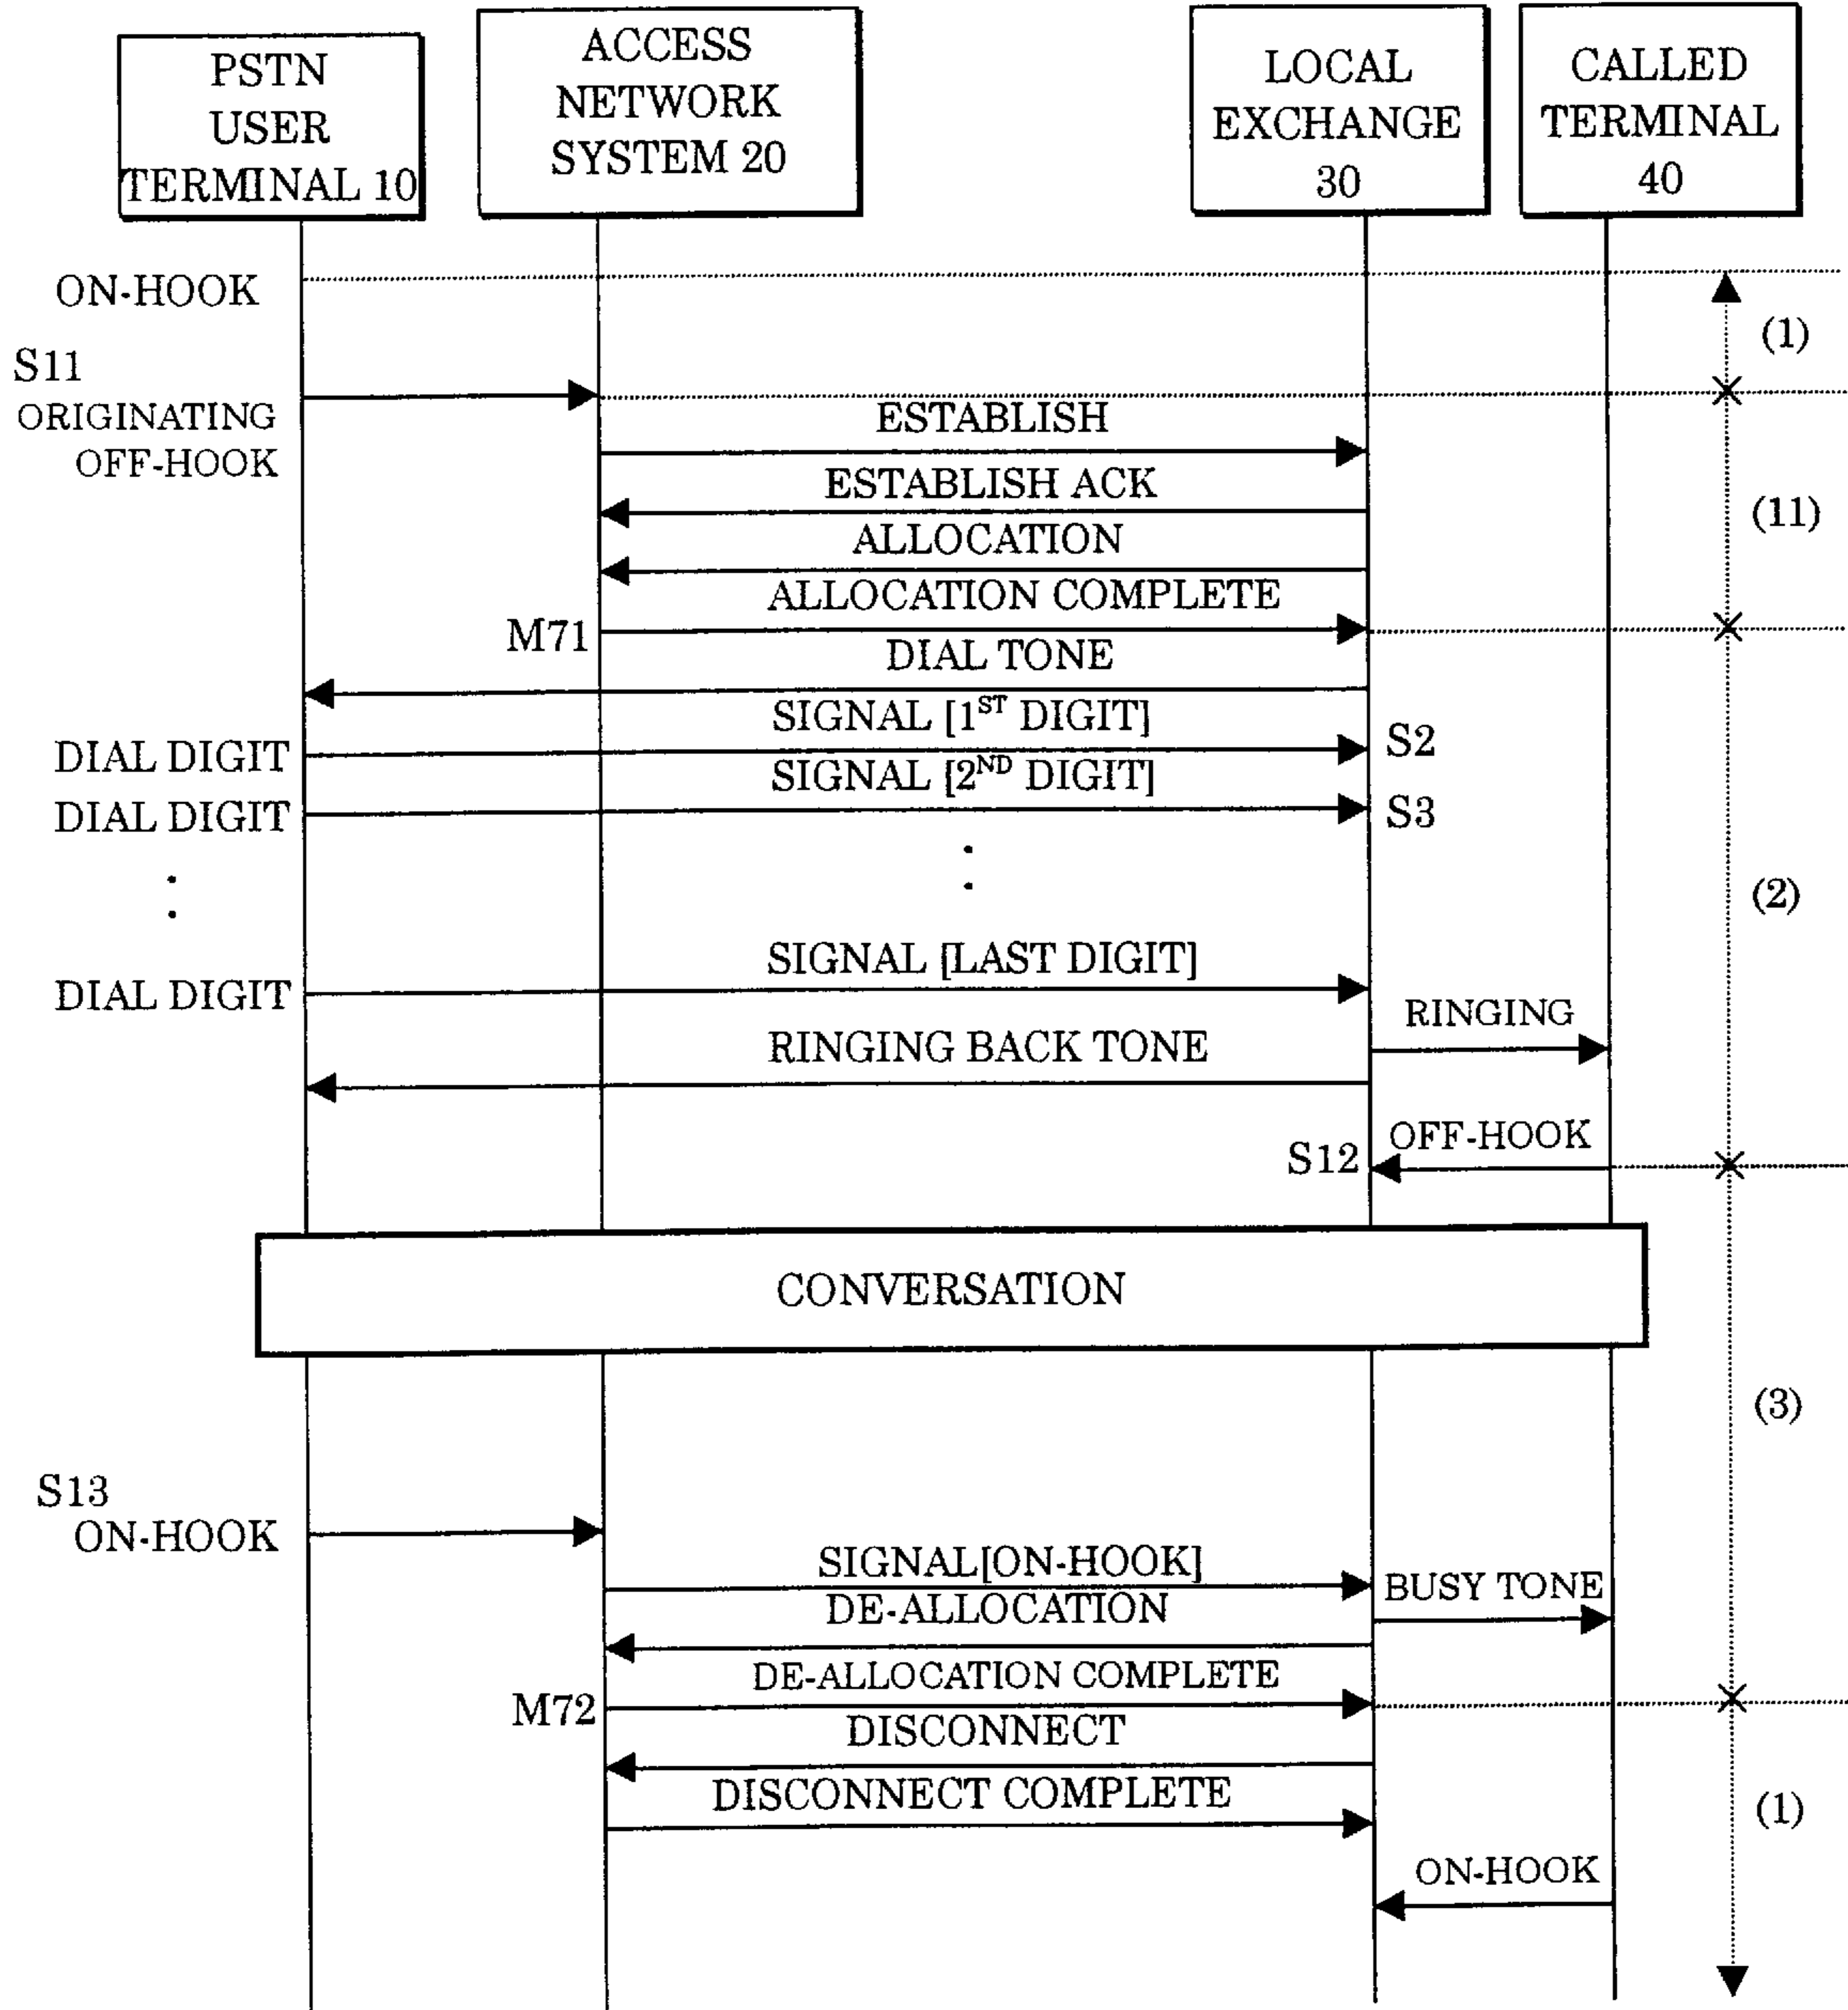 PSTN
USER
TERMINAL 10
ACCESS
NETWORK
SYSTEM 20
LOCAL
EXCHANGE
30
CALLED
TERMINAL
40
ON-HOOK
(1)
S11
ORIGINATING
OFF-HOOK
ESTABLISH
ESTABLISH ACK
(11)
ALLOCATION
ALLOCATION COMPLETE
M71
DIAL TONE
SIGNAL [1ST DIGIT]
DIAL DIGIT
S2
SIGNAL [2ND DIGIT]
DIAL DIGIT
S3
:
:
(2)
SIGNAL [LAST DIGIT]
DIAL DIGIT
RINGING
RINGING BACK TONE
OFF-HOOK
S12
CONVERSATION
(3)
S13
ON-HOOK
SIGNAL[ON-HOOK]
BUSY TONE
DE-ALLOCATION
DE-ALLOCATION COMPLETE
M72
DISCONNECT
DISCONNECT COMPLETE
(1)
ON-HOOK